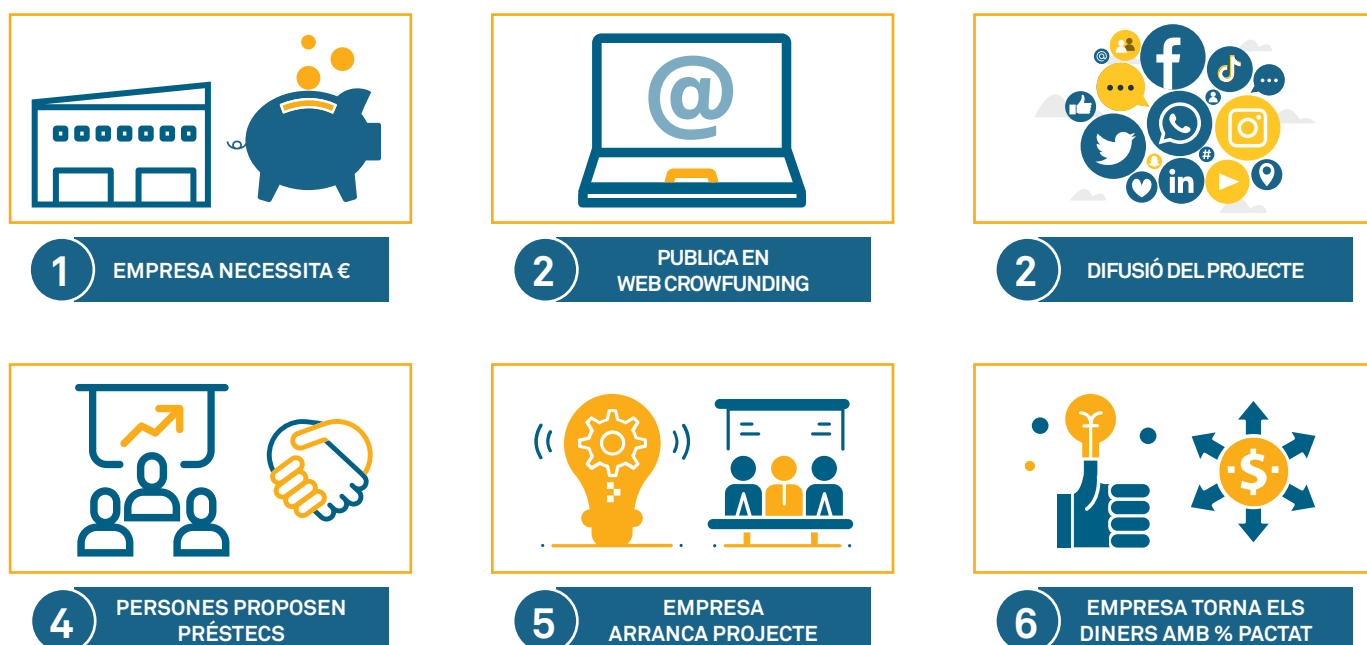 1
EMPRESA NECESSITA €
2
PUBLICA EN
WEB CROWFUNDING
2
DIFUSIÓ DEL PROJECTE
4
PERSONES PROPOSEN
PRÉSTECS
5
EMPRESA
ARRANCA PROJECTE
6
EMPRESA TORNA ELS
DINERS AMB % PACTAT